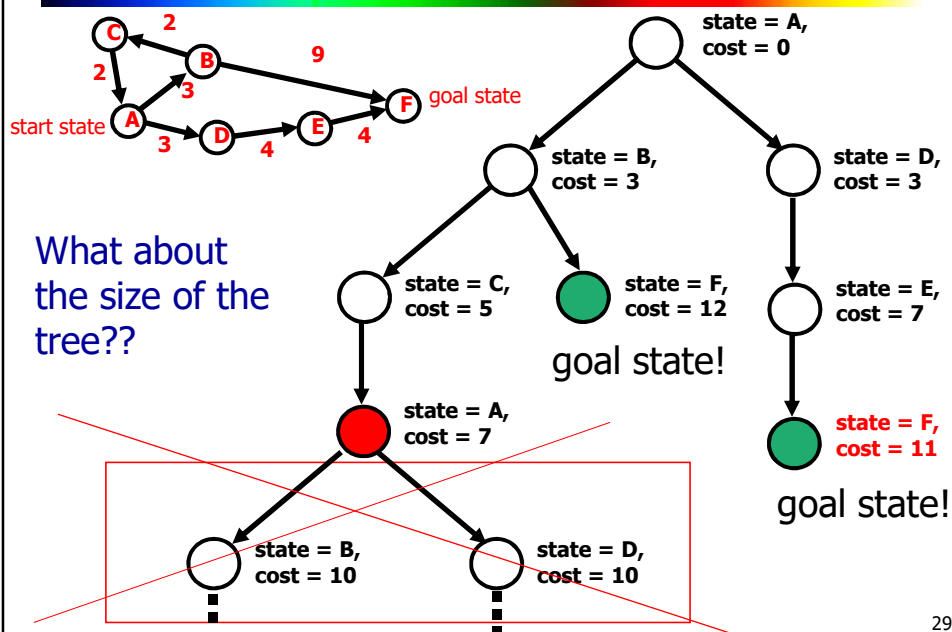 C
2
B
9
2
3
F
goal state
start state
A
3
D
4
E
4
state = A,
cost = 0
state = B,
cost = 3
state = D,
cost = 3
What about
the size of the
tree??
state = C,
cost = 5
state = F,
cost = 12
goal state!
state = E,
cost = 7
state = A,
cost = 7
state = F,
cost = 11
goal state!
state = B,
cost = 10
state = D,
cost = 10
29